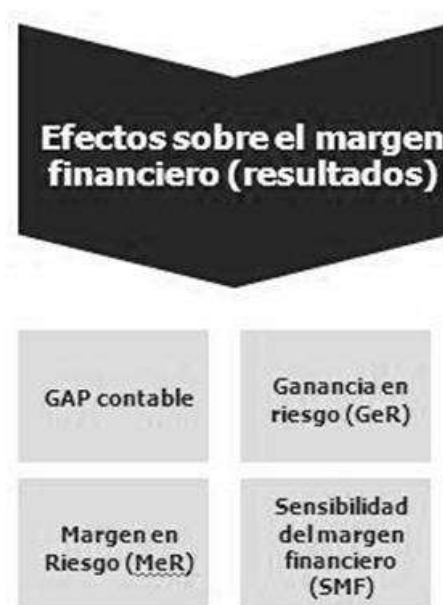 Efectos sobre el margen
financiero (resultados)
GAP contable
Ganancia en
riesgo (GeR)
Margen en
Riesgo (MeR)
Sensibilidad
del margen
financiero
(SMF)